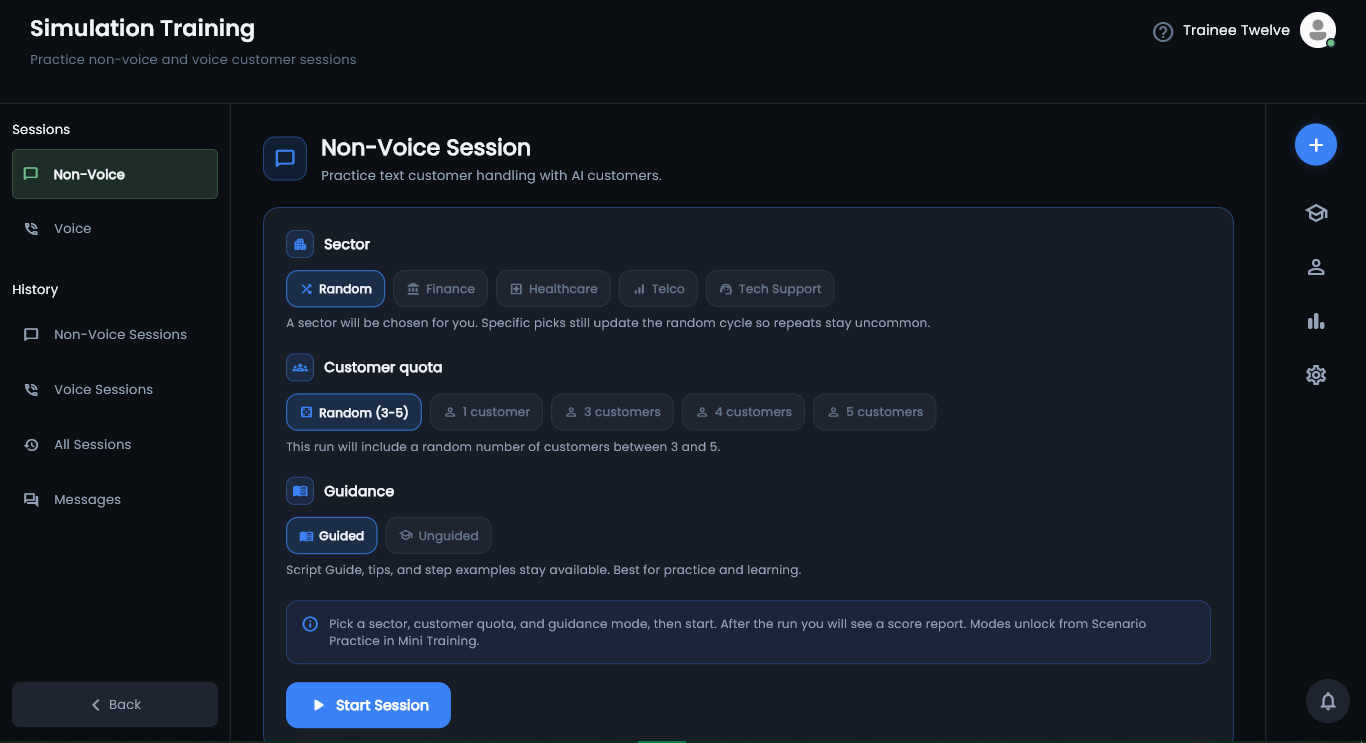 Simulation Training
Practice non-voice and voice customer sessions
Trainee Twelve
Sessions
Non-Voice
Voice
History
Non-Voice Sessions
Voice Sessions
All Sessions
Messages
Back
Non-Voice Session
Practice text customer handling with AI customers.
Sector
Random
Finance
Healthcare
Telco
Tech Support
A sector will be chosen for you. Specific picks still update the random cycle so repeats stay uncommon.
Customer quota
Random (3-5)
1 customer
3 customers
4 customers
5 customers
This run will include a random number of customers between 3 and 5.
Guidance
Guided
Unguided
Script Guide, tips, and step examples stay available. Best for practice and learning.
Pick a sector, customer quota, and guidance mode, then start. After the run you will see a score report. Modes unlock from Scenario
Practice in Mini Training.
Start Session